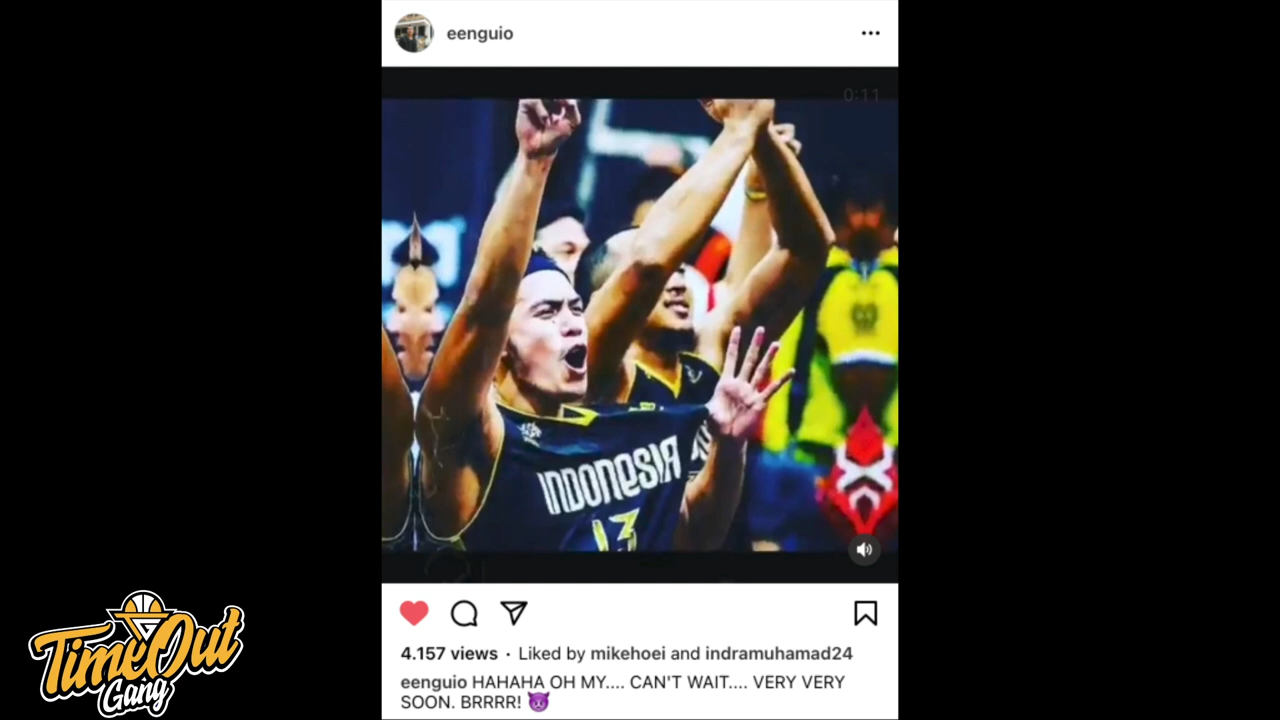 eenguio
0:11
INDONESIA
13
4.157 views · Liked by mikehoei and indramuhamad24
eenguio HAHAHA OH MY.... CAN'T WAIT.... VERY VERY
SOON. BRRRR! 😈
TimeOut
Gang